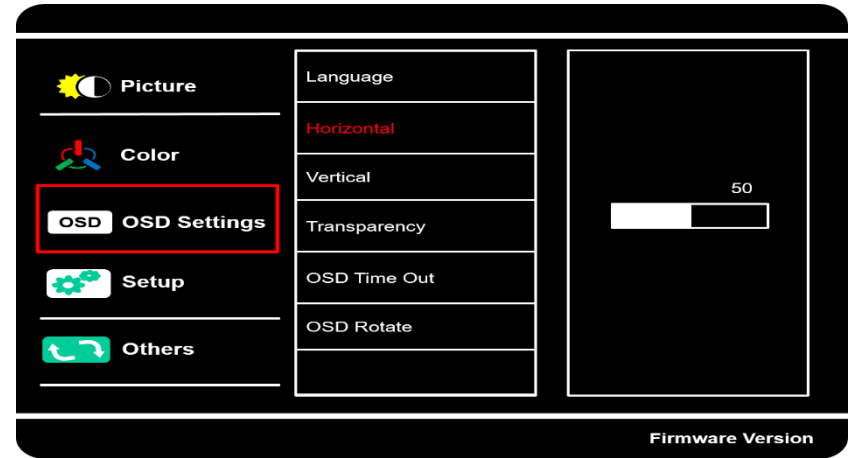 Picture
Color
OSD OSD Settings
Setup
Others
Language
Horizontal
Vertical
Transparency
OSD Time Out
OSD Rotate
50
Firmware Version